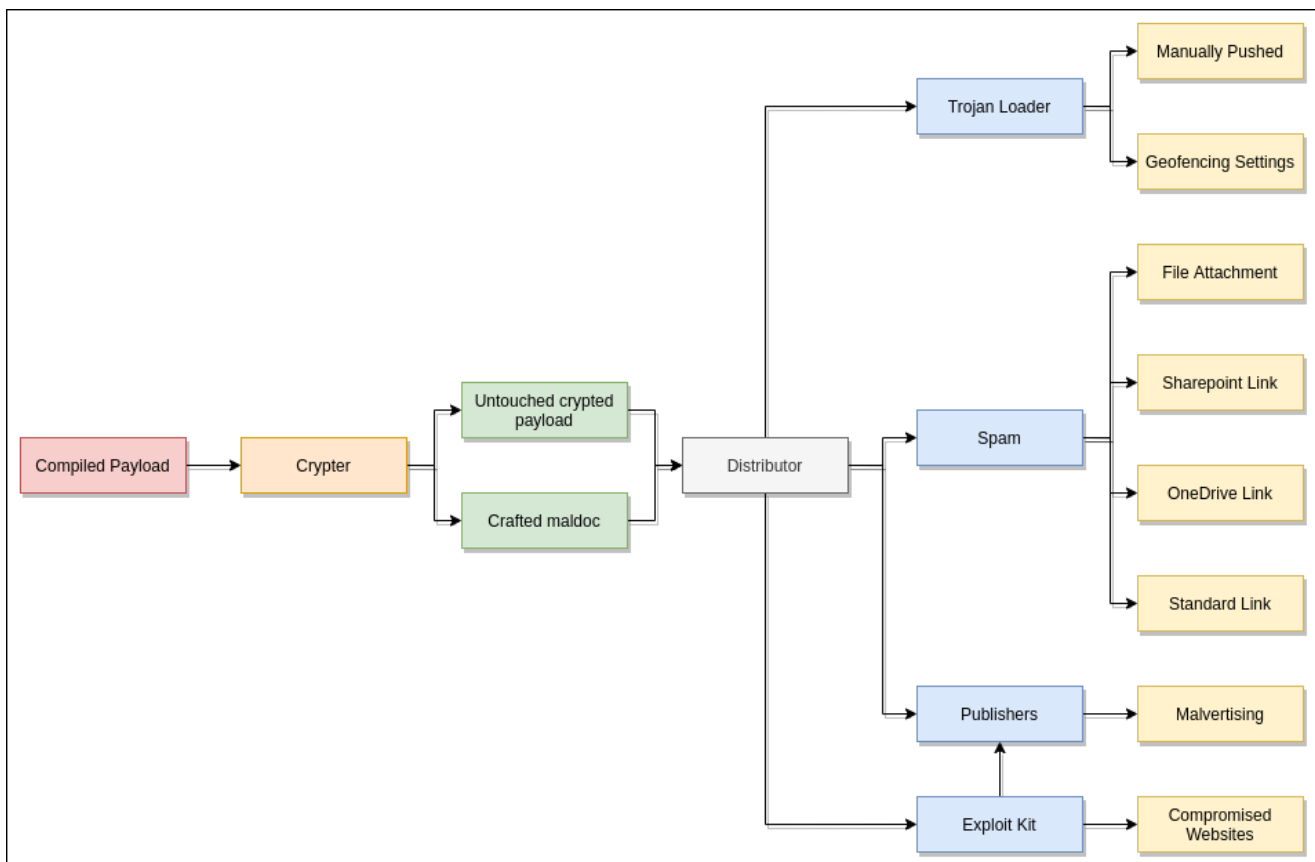 Manually Pushed
Trojan Loader
Geofencing Settings
File Attachment
Sharepoint Link
Untouched crypted
payload
Compiled Payload
Crypter
Crafted maldoc
Distributor
Spam
OneDrive Link
Standard Link
Publishers
Malvertising
Exploit Kit
Compromised
Websites